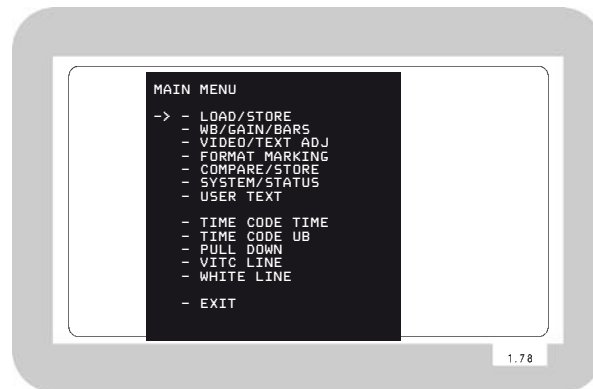 MAIN MENU
-> - LOAD/STORE
- WB/GAIN/BARS
- VIDEO/TEXT ADJ
- FORMAT MARKING
- COMPARE/STORE
- SYSTEM/STATUS
- USER TEXT
- TIME CODE TIME
- TIME CODE UB
- PULL DOWN
- VITC LINE
- WHITE LINE
- EXIT
1.78